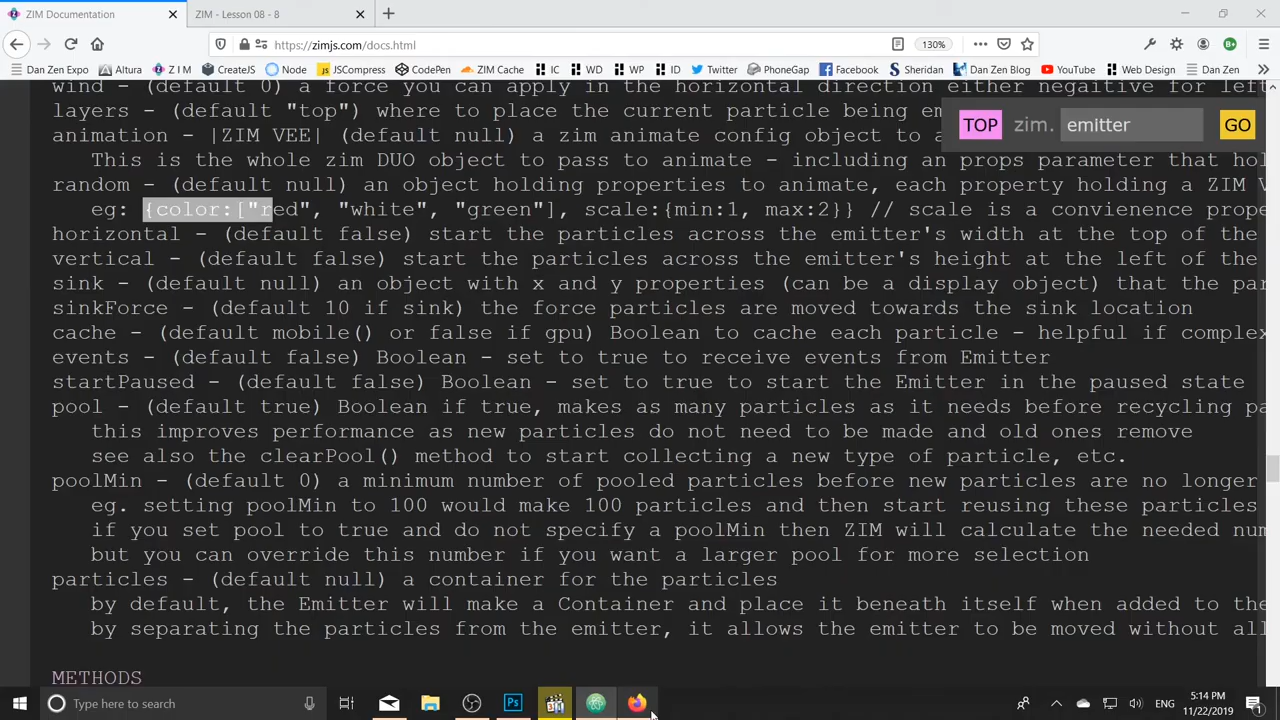 ZIM Documentation
ZIM - Lesson 08 - 8
https://zimjs.com/docs.html
130%
Dan Zen Expo
Altura
Z I M
CreateJS
Node
JSCompress
CodePen
ZIM Cache
IC
WD
WP
ID
Twitter
PhoneGap
Facebook
Sheridan
Dan Zen Blog
YouTube
Web Design
Dan Zen
wind - (default 0) a force you can apply in the horizontal direction either negitive for left
layers - (default "top") where to place the current particle being em
TOP zim. emitter GO
animation - |ZIM VEE| (default null) a zim animate config object to a
This is the whole zim DUO object to pass to animate - including an props parameter that hol
random - (default null) an object holding properties to animate, each property holding a ZIM V
eg: {color:["red", "white", "green"], scale:{min:1, max:2}} // scale is a convience prope
horizontal - (default false) start the particles across the emitter's width at the top of the
vertical - (default false) start the particles across the emitter's height at the left of the
sink - (default null) an object with x and y properties (can be a display object) that the par
sinkForce - (default 10 if sink) the force particles are moved towards the sink location
cache - (default mobile() or false if gpu) Boolean to cache each particle - helpful if complex
events - (default false) Boolean - set to true to receive events from Emitter
startPaused - (default false) Boolean - set to true to start the Emitter in the paused state
pool - (default true) Boolean if true, makes as many particles as it needs before recycling pa
this improves performance as new particles do not need to be made and old ones remove
see also the clearPool() method to start collecting a new type of particle, etc.
poolMin - (default 0) a minimum number of pooled particles before new particles are no longer
eg. setting poolMin to 100 would make 100 particles and then start reusing these particles
if you set pool to true and do not specify a poolMin then ZIM will calculate the needed num
but you can override this number if you want a larger pool for more selection
particles - (default null) a container for the particles
by default, the Emitter will make a Container and place it beneath itself when added to the
by separating the particles from the emitter, it allows the emitter to be moved without all
METHODS
Type here to search
ENG
5:14 PM
11/22/2019